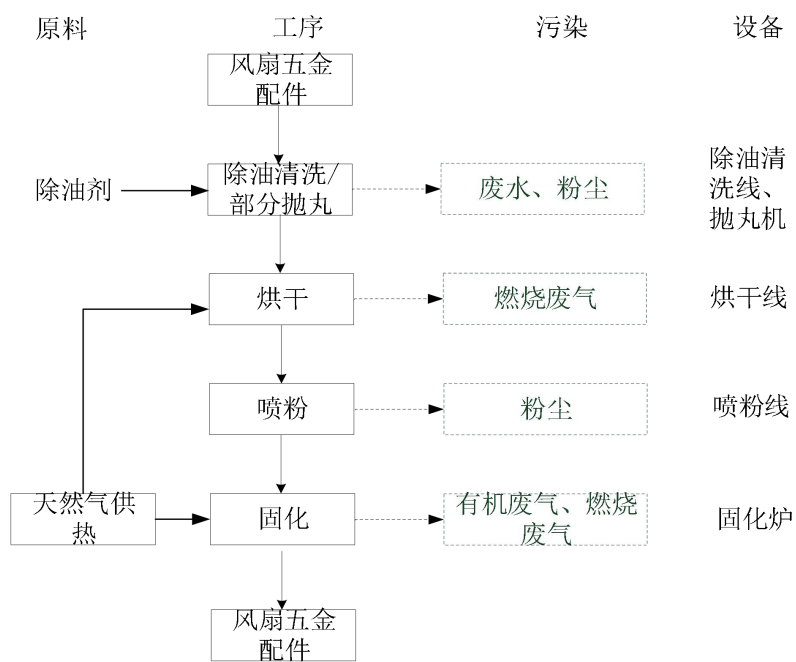 原料 工序 污染 设备
风扇五金
配件
除油剂
除油清洗/
部分抛丸
废水、粉尘
除油清
洗线、
抛丸机
烘干
燃烧废气
烘干线
喷粉
粉尘
喷粉线
天然气供
热
固化
有机废气、燃烧
废气
固化炉
风扇五金
配件